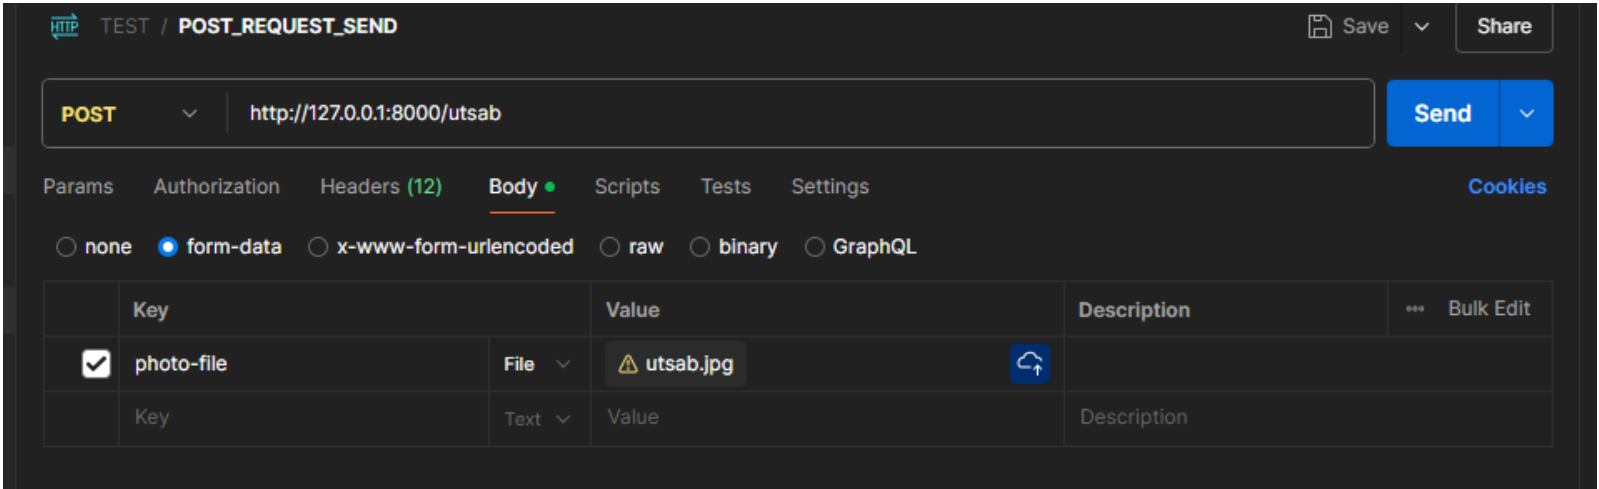 HTTP TEST / POST_REQUEST_SEND Save Share
POST http://127.0.0.1:8000/utsab Send
Params Authorization Headers (12) Body Scripts Tests Settings Cookies
none form-data x-www-form-urlencoded raw binary GraphQL
Key Value Description Bulk Edit
photo-file File utsab.jpg
Key Text Value Description